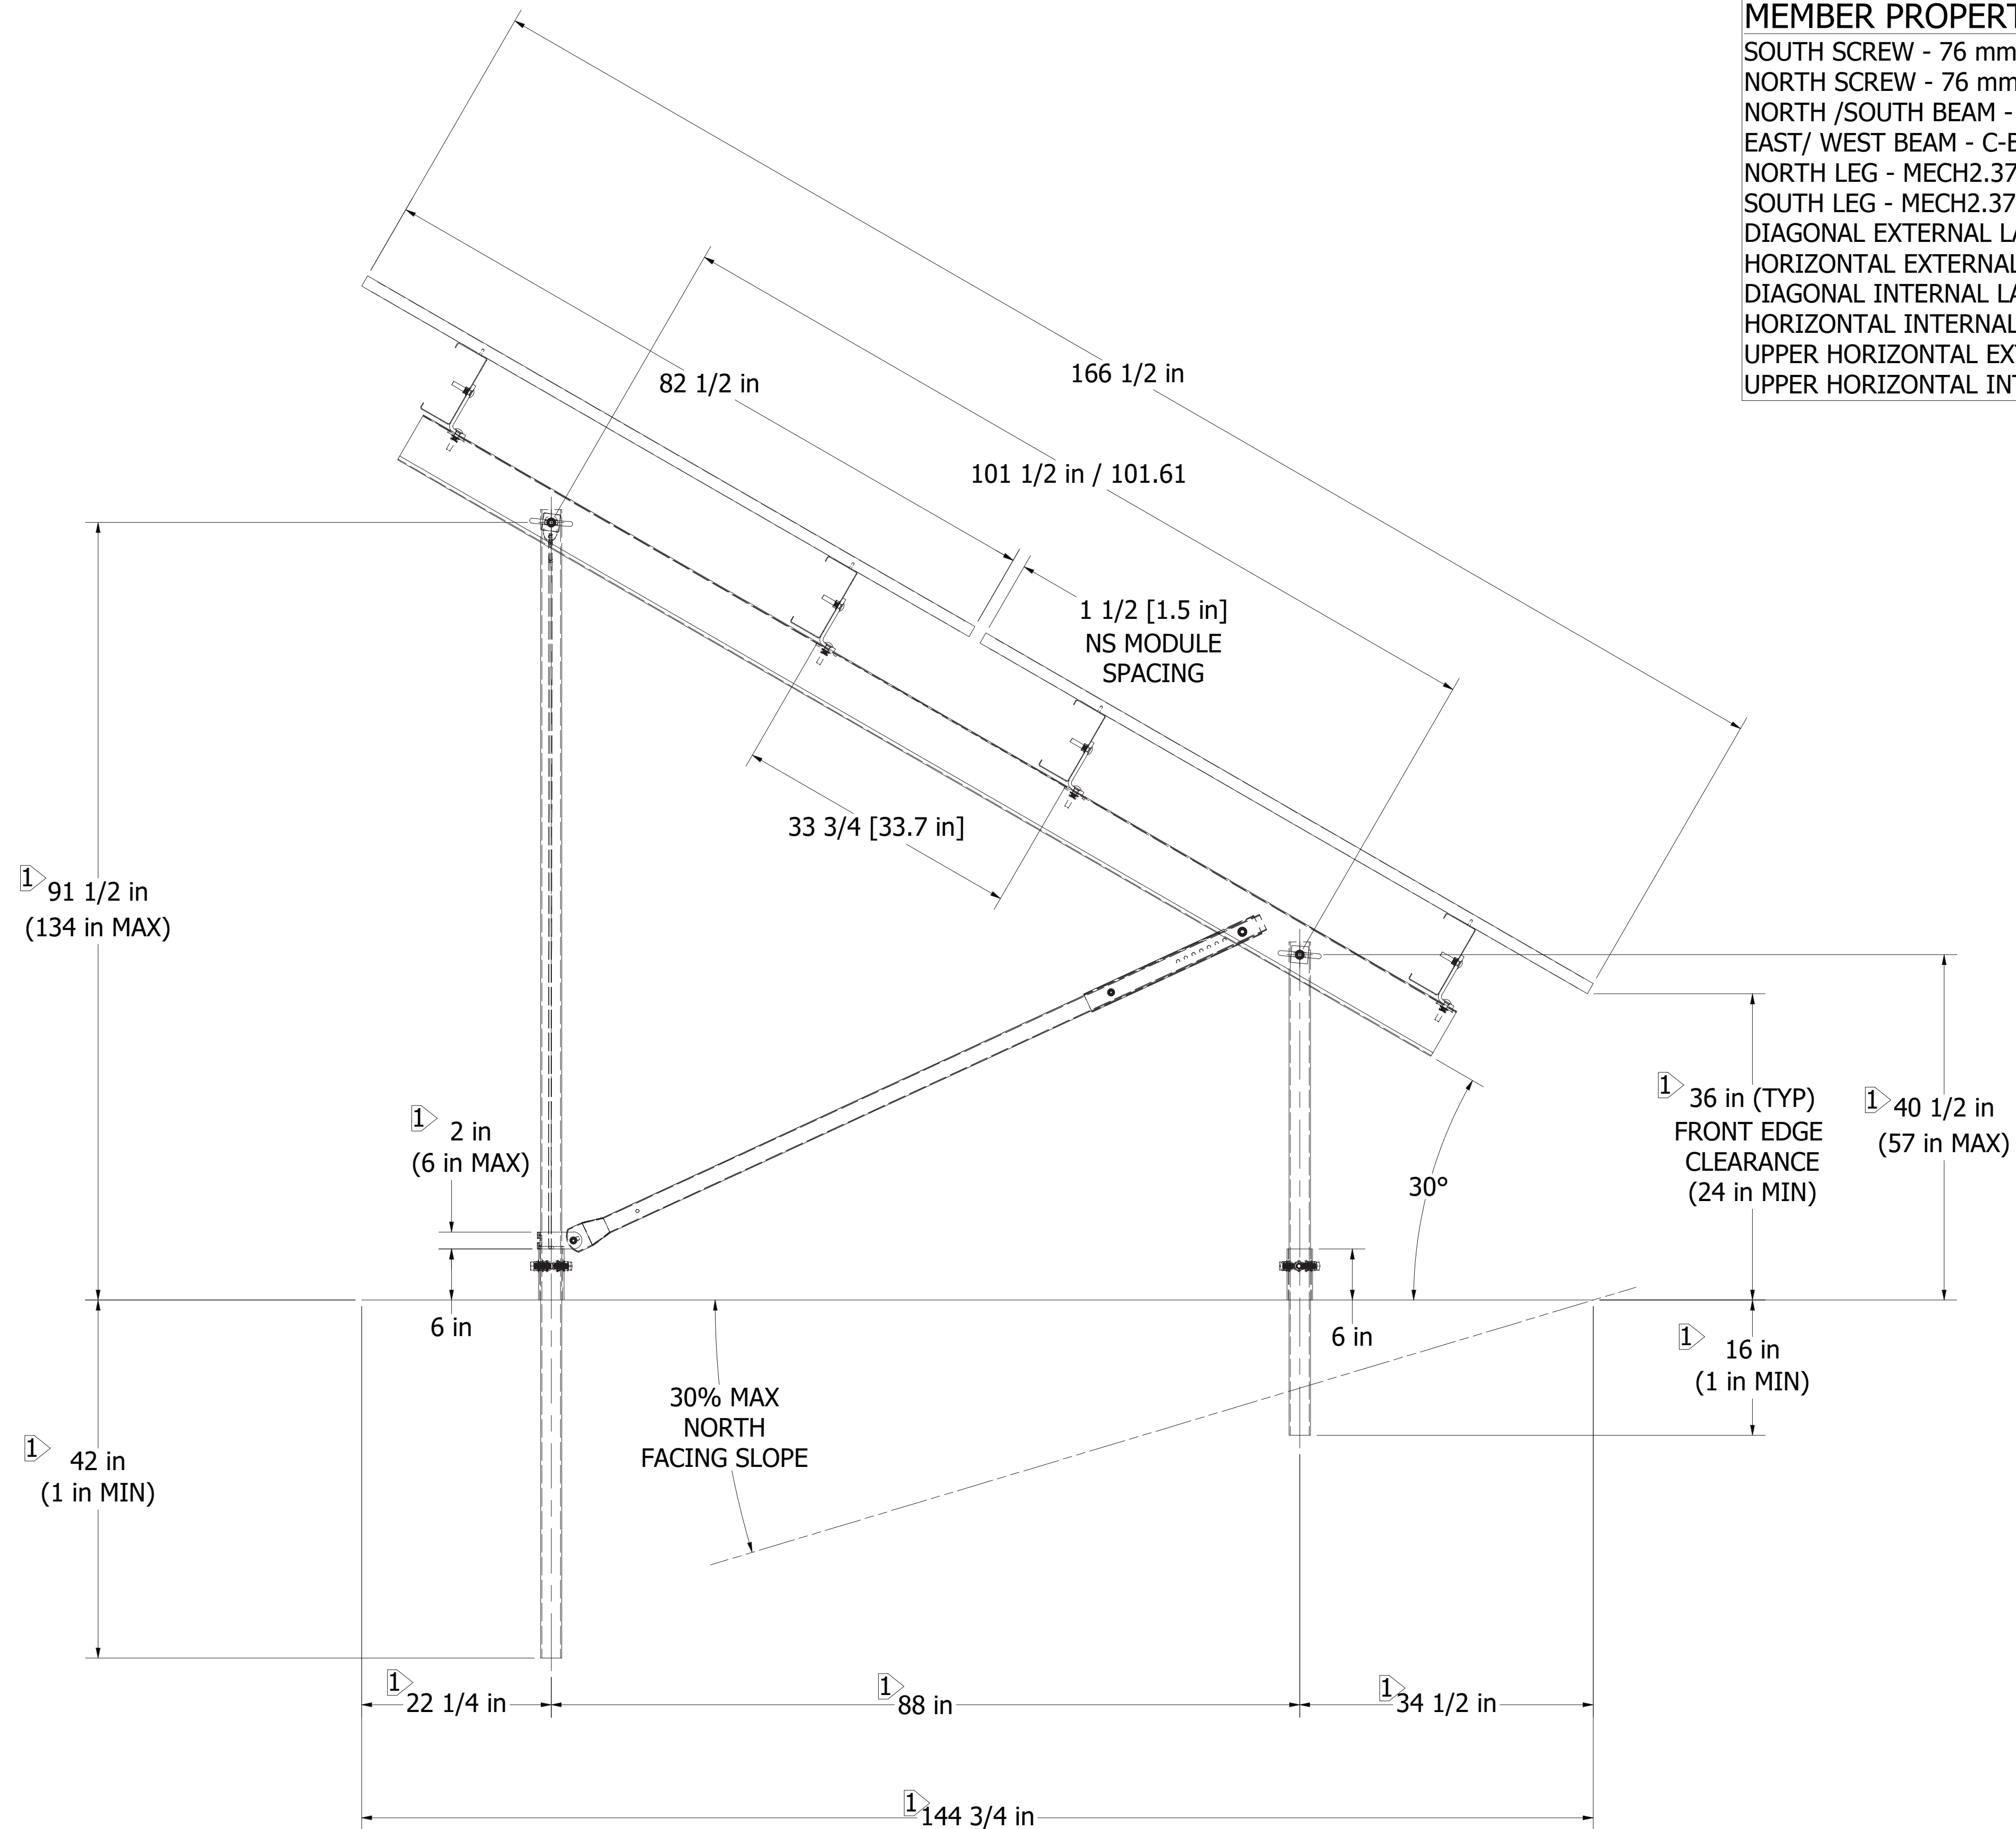 MEMBER PROPERT
SOUTH SCREW - 76 mm
NORTH SCREW - 76 mm
NORTH /SOUTH BEAM -
EAST/ WEST BEAM - C-
NORTH LEG - MECH2.37
SOUTH LEG - MECH2.37
DIAGONAL EXTERNAL
HORIZONTAL EXTERNAL
DIAGONAL INTERNAL
HORIZONTAL INTERNAL
UPPER HORIZONTAL
UPPER HORIZONTAL
166 1/2 in
82 1/2 in
101 1/2 in / 101.61
1 1/2 [1.5 in]
NS MODULE
SPACING
33 3/4 [33.7 in]
1
91 1/2 in
(134 in MAX)
1
2 in
(6 in MAX)
6 in
1
36 in (TYP)
FRONT EDGE
CLEARANCE
(24 in MIN)
1
40 1/2 in
(57 in MAX)
30°
6 in
1
16 in
(1 in MIN)
30% MAX
NORTH
FACING SLOPE
1
42 in
(1 in MIN)
1
22 1/4 in
1
88 in
1
34 1/2 in
1
144 3/4 in